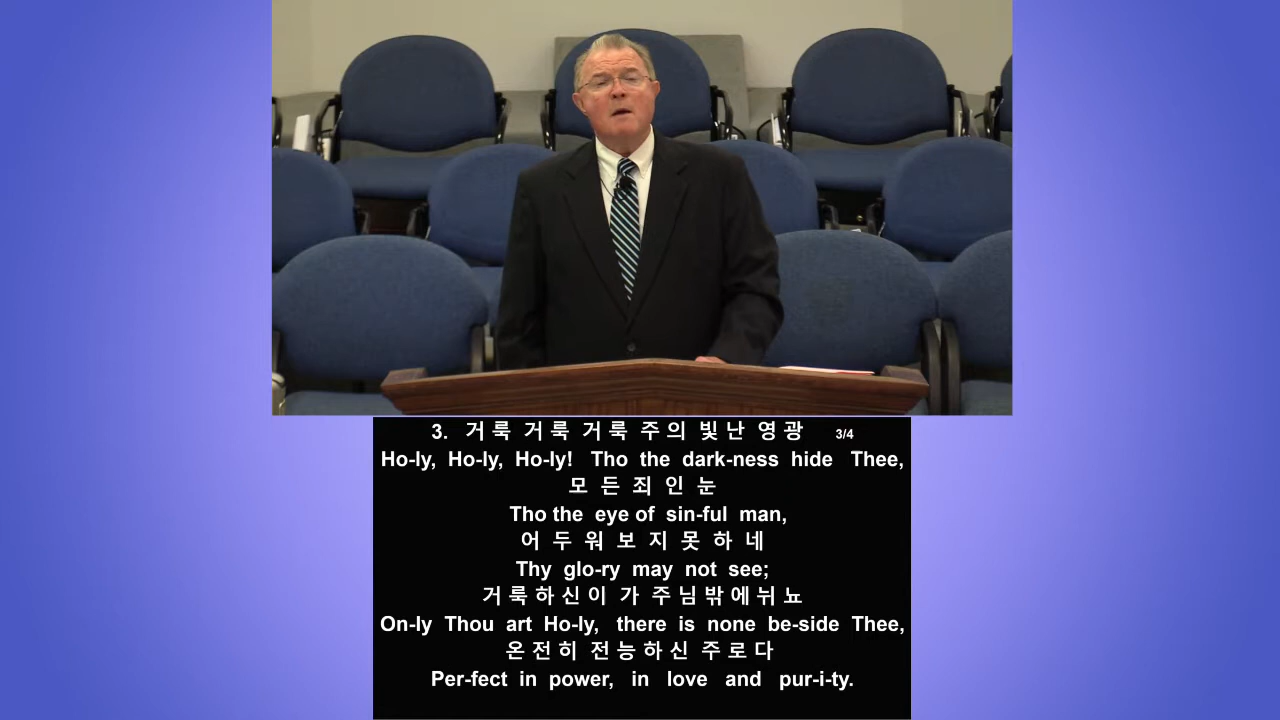 3. 거 룩 거 룩 거 룩 주 의 빛 난 영 광 3/4
Ho-ly, Ho-ly, Ho-ly! Tho the dark-ness hide Thee,
모 든 죄 인 눈
Tho the eye of sin-ful man,
어 두 워 보 지 못 하 네
Thy glo-ry may not see;
거 룩 하 신 이 가 주 님 밖 에 뉘 뇨
On-ly Thou art Ho-ly, there is none be-side Thee,
온 전 히 전 능 하 신 주 로 다
Per-fect in power, in love and pur-i-ty.